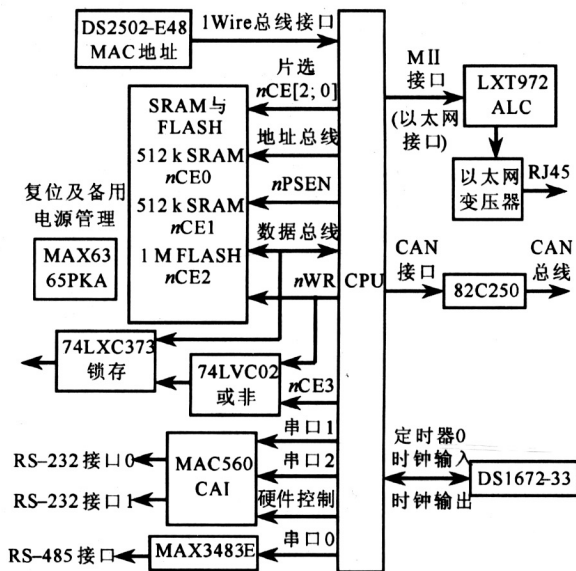 DS2502-E48
MAC地址
1Wire总线接口
片选
nCE[2;0]
SRAM与
FLASH
512 k SRAM
nCE0
512 k SRAM
nCE1
1 M FLASH
nCE2
地址总线
nPSEN
数据总线
nWR
复位及备用
电源管理
MAX63
65PKA
74LXC373
锁存
74LVC02
或非
nCE3
串口1
串口2
硬件控制
串口0
MAC560
CAI
RS-232接口0
RS-232接口1
RS-485接口
MAX3483E
CPU
MII
接口
(以太网
接口)
LXT972
ALC
以太网
变压器
RJ45
CAN
接口
82C250
CAN
总线
定时器0
时钟输入
时钟输出
DS1672-33